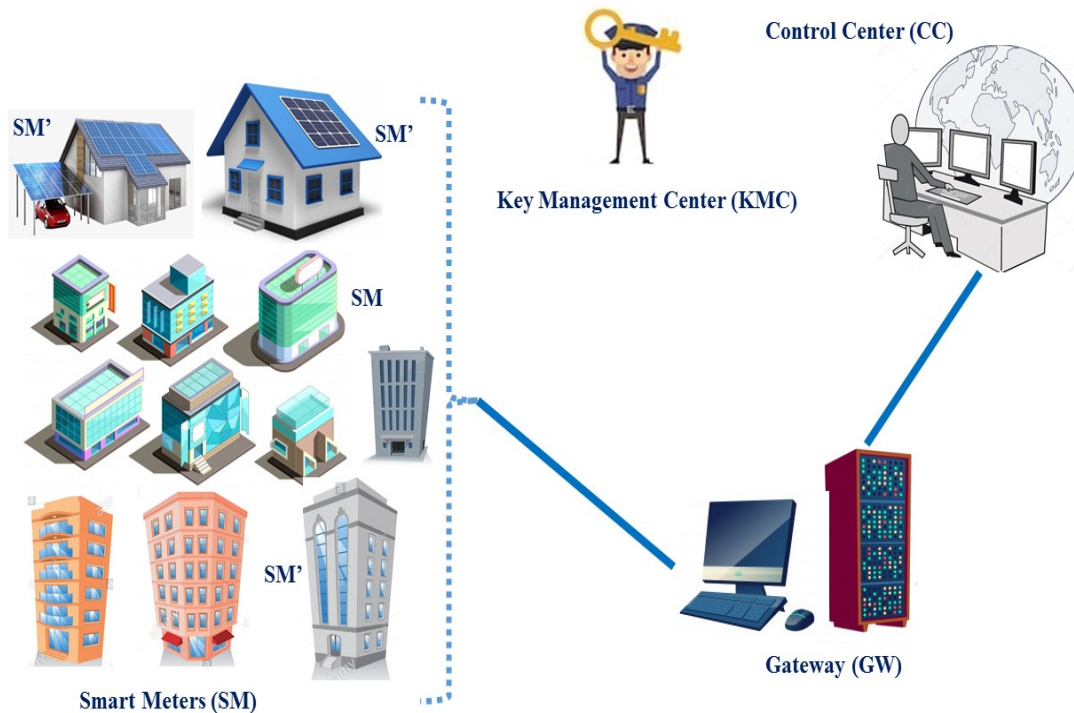 Control Center (CC)
SM’
SM’
Key Management Center (KMC)
SM
SM’
Gateway (GW)
Smart Meters (SM)